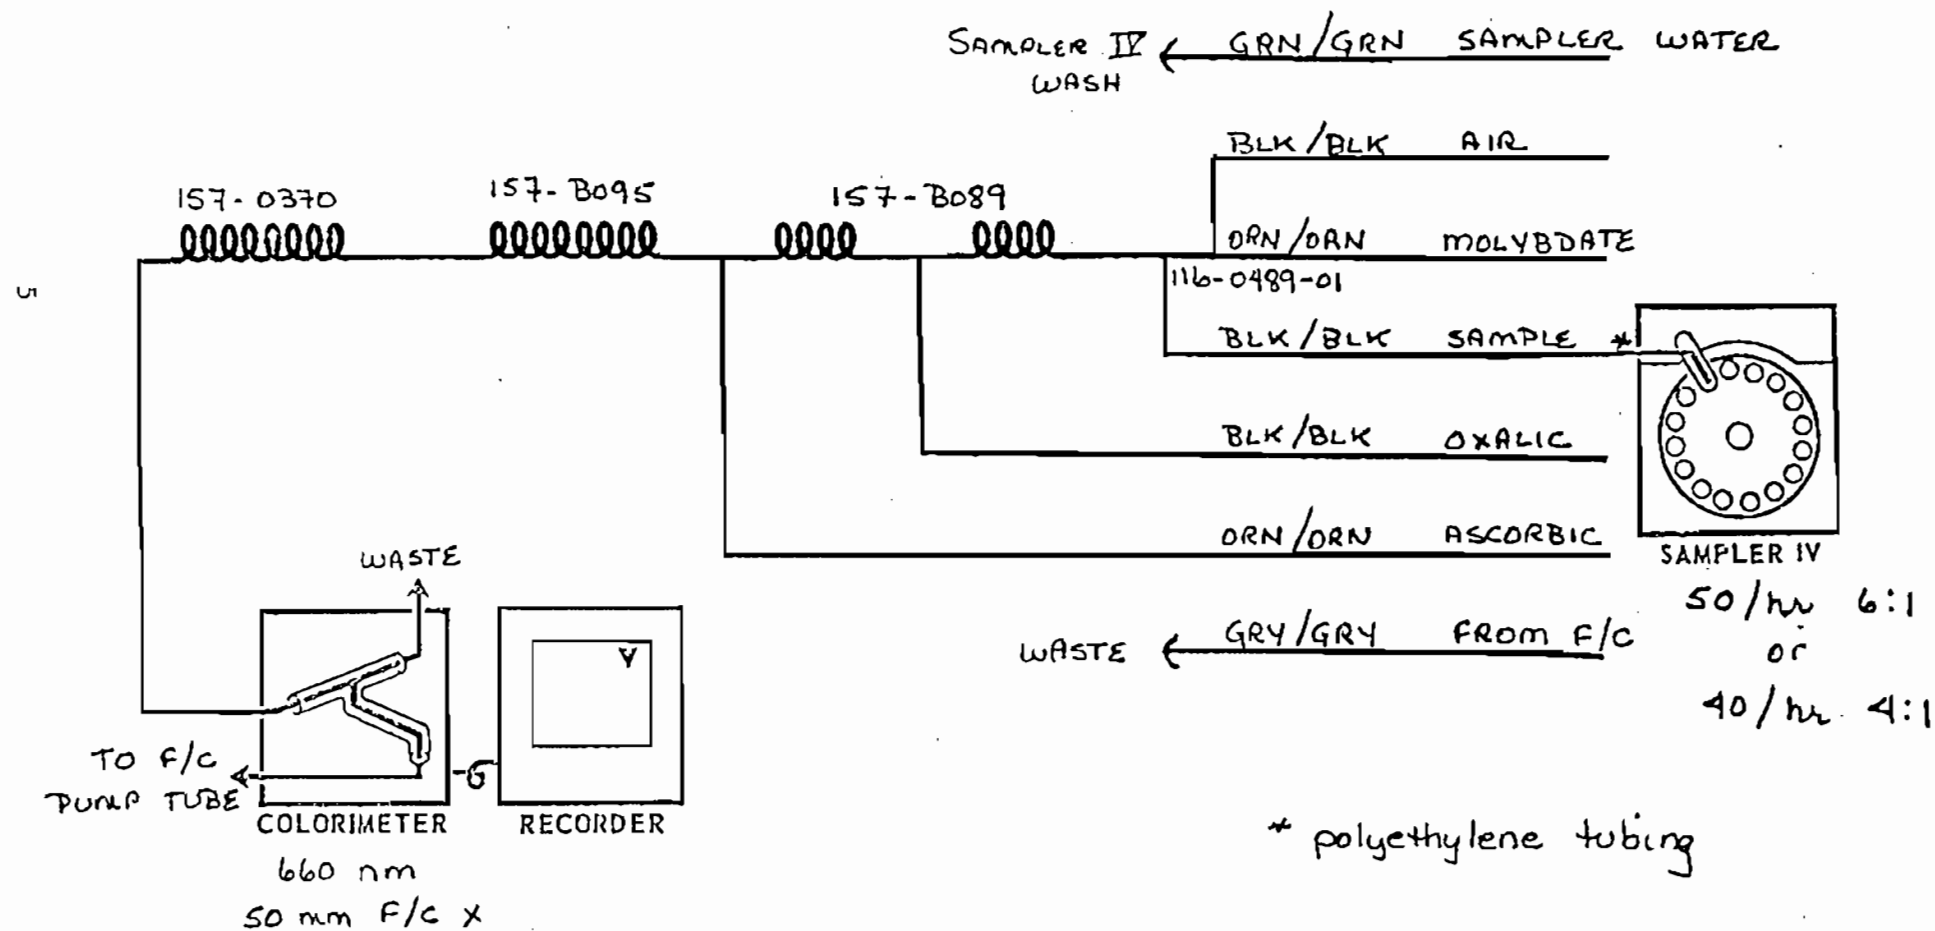 SAMPLER IV
WASH
GRN/GRN SAMPLER WATER
BLK/BLK AIR
157-0370
157-B095
157-B089
ORN/ORN MOLYBDATE
116-0489-01
BLK/BLK SAMPLE *
BLK/BLK OXALIC
ORN/ORN ASCORBIC
SAMPLER IV
50/hr 6:1
or
40/hr 4:1
WASTE
GRY/GRY FROM F/C
WASTE
TO F/C
PUMP TUBE
COLORIMETER
RECORDER
660 nm
50 mm F/C x
* polyethylene tubing
5